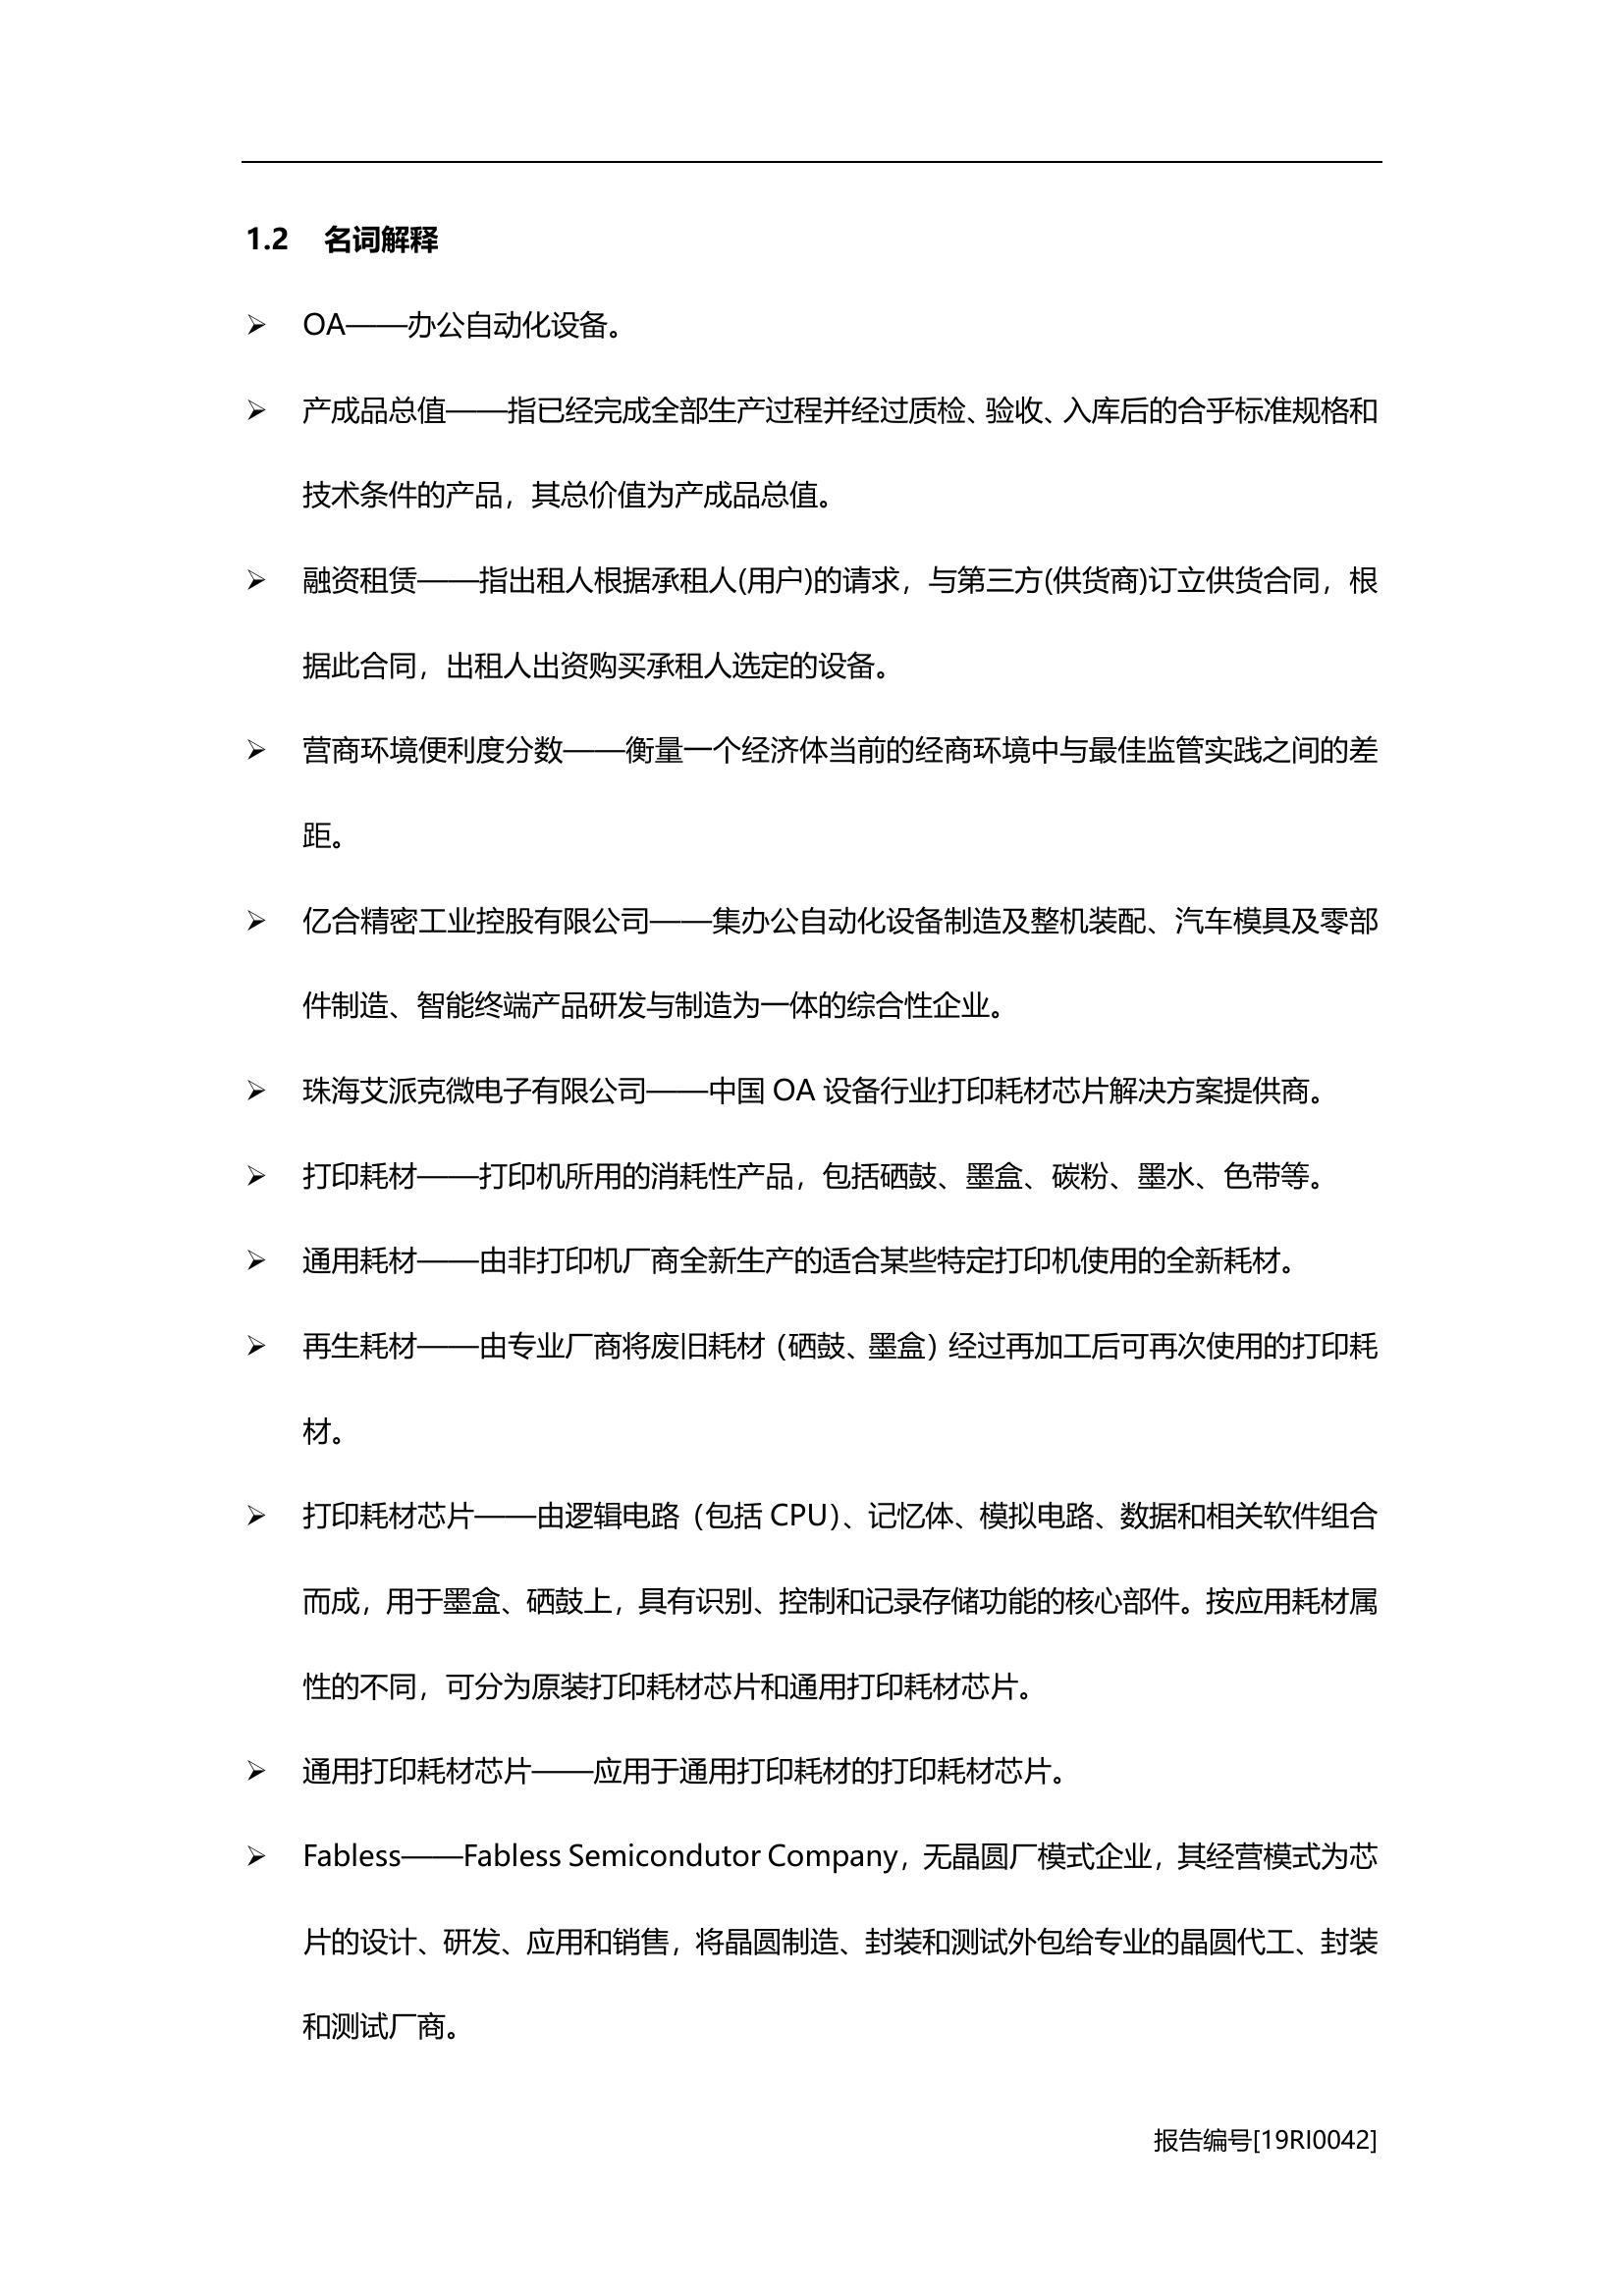 1.2 名词解释
➢ OA——办公自动化设备。
➢ 产成品总值——指已经完成全部生产过程并经过质检、验收、入库后的合乎标准规格和
技术条件的产品，其总价值为产成品总值。
➢ 融资租赁——指出租人根据承租人(用户)的请求，与第三方(供货商)订立供货合同，根
据此合同，出租人出资购买承租人选定的设备。
➢ 营商环境便利度分数——衡量一个经济体当前的经商环境中与最佳监管实践之间的差
距。
➢ 亿合精密工业控股有限公司——集办公自动化设备制造及整机装配、汽车模具及零部
件制造、智能终端产品研发与制造为一体的综合性企业。
➢ 珠海艾派克微电子有限公司——中国 OA 设备行业打印耗材芯片解决方案提供商。
➢ 打印耗材——打印机所用的消耗性产品，包括硒鼓、墨盒、碳粉、墨水、色带等。
➢ 通用耗材——由非打印机厂商全新生产的适合某些特定打印机使用的全新耗材。
➢ 再生耗材——由专业厂商将废旧耗材（硒鼓、墨盒）经过再加工后可再次使用的打印耗
材。
➢ 打印耗材芯片——由逻辑电路（包括 CPU）、记忆体、模拟电路、数据和相关软件组合
而成，用于墨盒、硒鼓上，具有识别、控制和记录存储功能的核心部件。按应用耗材属
性的不同，可分为原装打印耗材芯片和通用打印耗材芯片。
➢ 通用打印耗材芯片——应用于通用打印耗材的打印耗材芯片。
➢ Fabless——Fabless Semicondutor Company，无晶圆厂模式企业，其经营模式为芯
片的设计、研发、应用和销售，将晶圆制造、封装和测试外包给专业的晶圆代工、封装
和测试厂商。
报告编号[19RI0042]